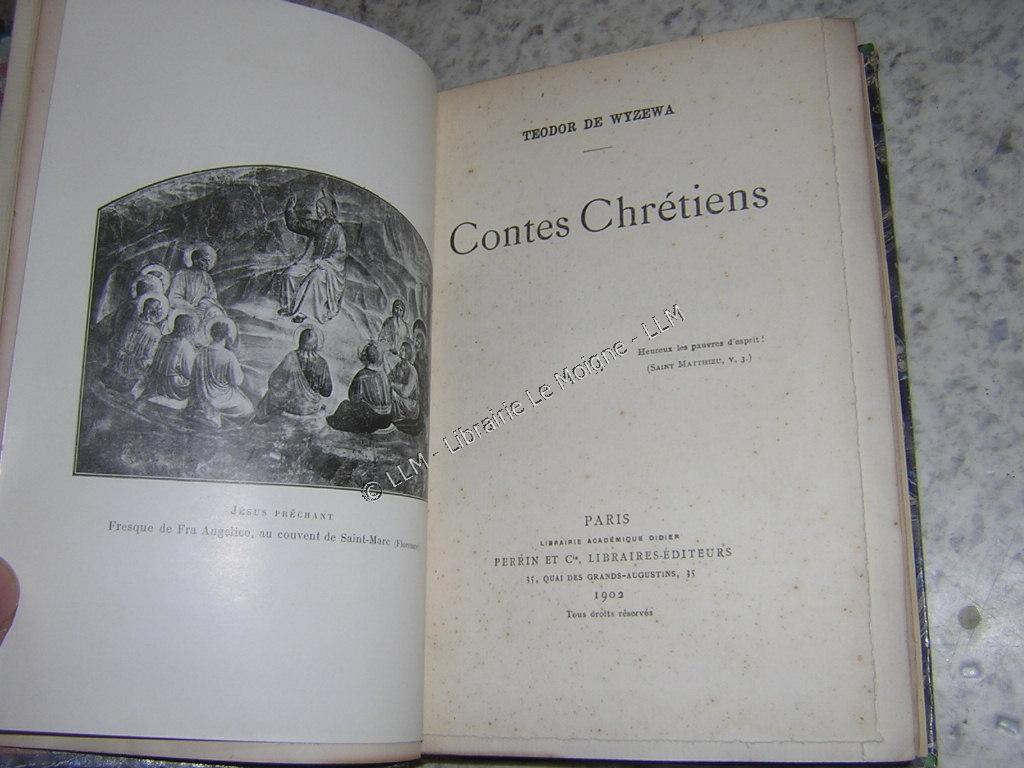 JÉSUS PRÊCHANT
Fresque de Fra Angelico, au couvent de Saint-Marc (Florence)
TEODOR DE WYZEWA
Contes Chrétiens
Heureux les pauvres d'esprit!
(SAINT MATTHIEU, V, 3.)
© LLM - Librairie Le Moigne - LLM
PARIS
LIBRAIRIE ACADÉMIQUE DIDIER
PERRIN ET Cie, LIBRAIRES-ÉDITEURS
35, QUAI DES GRANDS-AUGUSTINS, 35
1902
Tous droits réservés